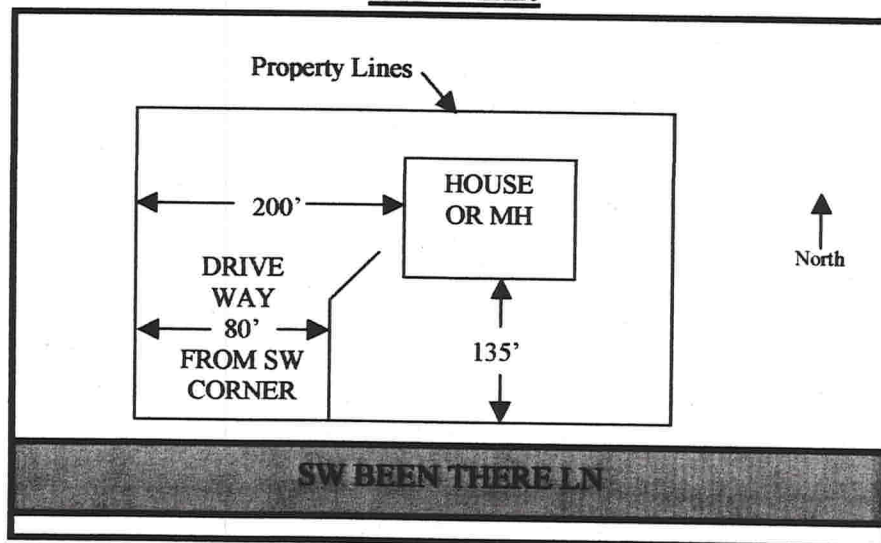 Property Lines
HOUSE
OR MH
200'
North
DRIVE
WAY
80'
FROM SW
CORNER
135'
SW BEEN THERE LN